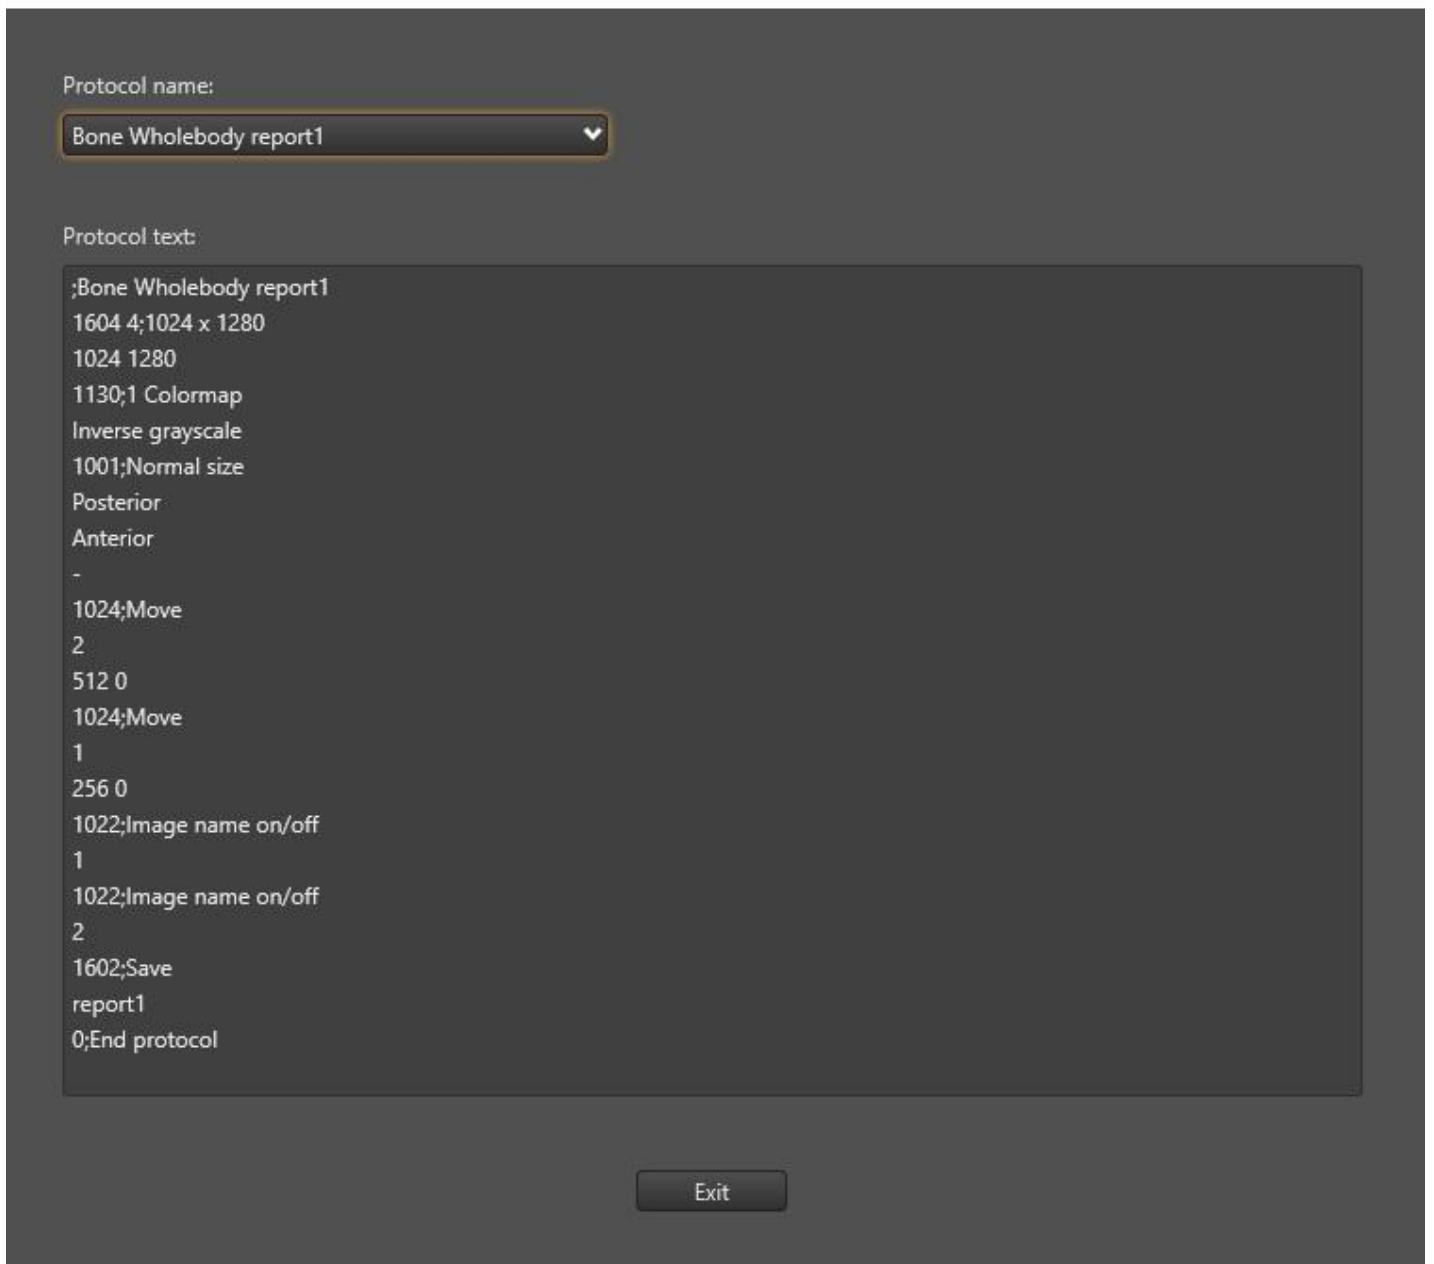 Protocol name:
Bone Wholebody report1
Protocol text:
;Bone Wholebody report1
1604 4;1024 x 1280
1024 1280
1130;1 Colormap
Inverse grayscale
1001;Normal size
Posterior
Anterior
-
1024;Move
2
512 0
1024;Move
1
256 0
1022;Image name on/off
1
1022;Image name on/off
2
1602;Save
report1
0;End protocol
Exit